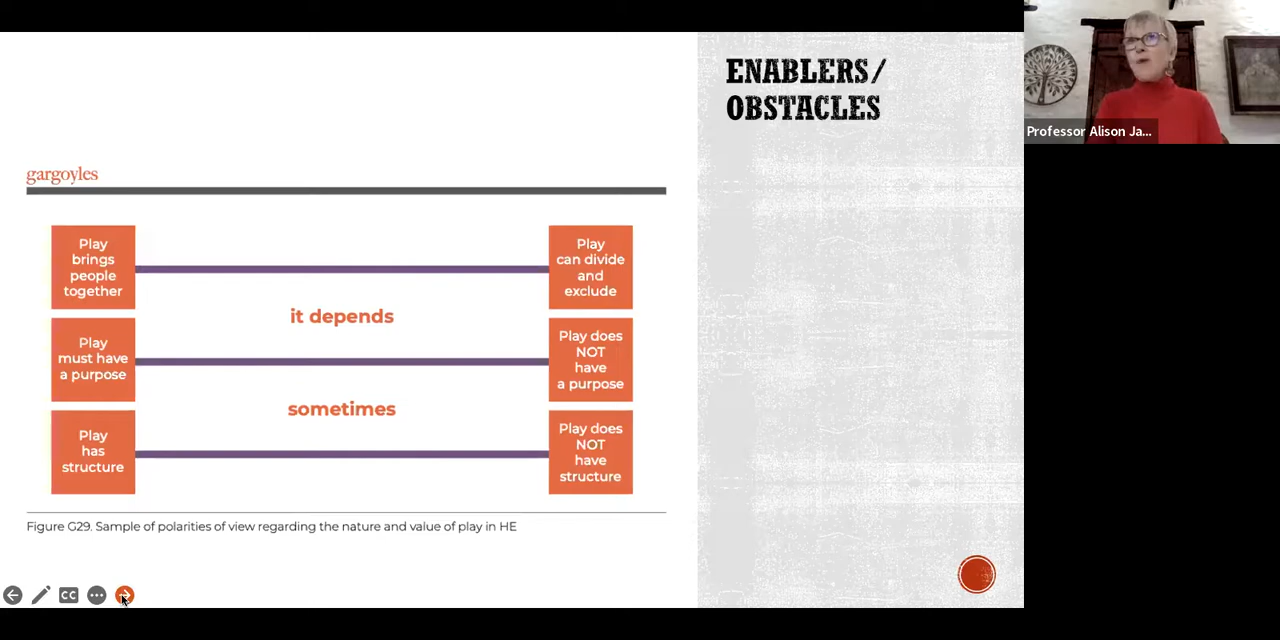 ENABLERS/
OBSTACLES
gargoyles
Play
brings
people
together
Play
can divide
and
exclude
it depends
Play
must have
a purpose
Play does
NOT
have
a purpose
sometimes
Play
has
structure
Play does
NOT
have
structure
Figure G29. Sample of polarities of view regarding the nature and value of play in HE
CC
Professor Alison Ja...